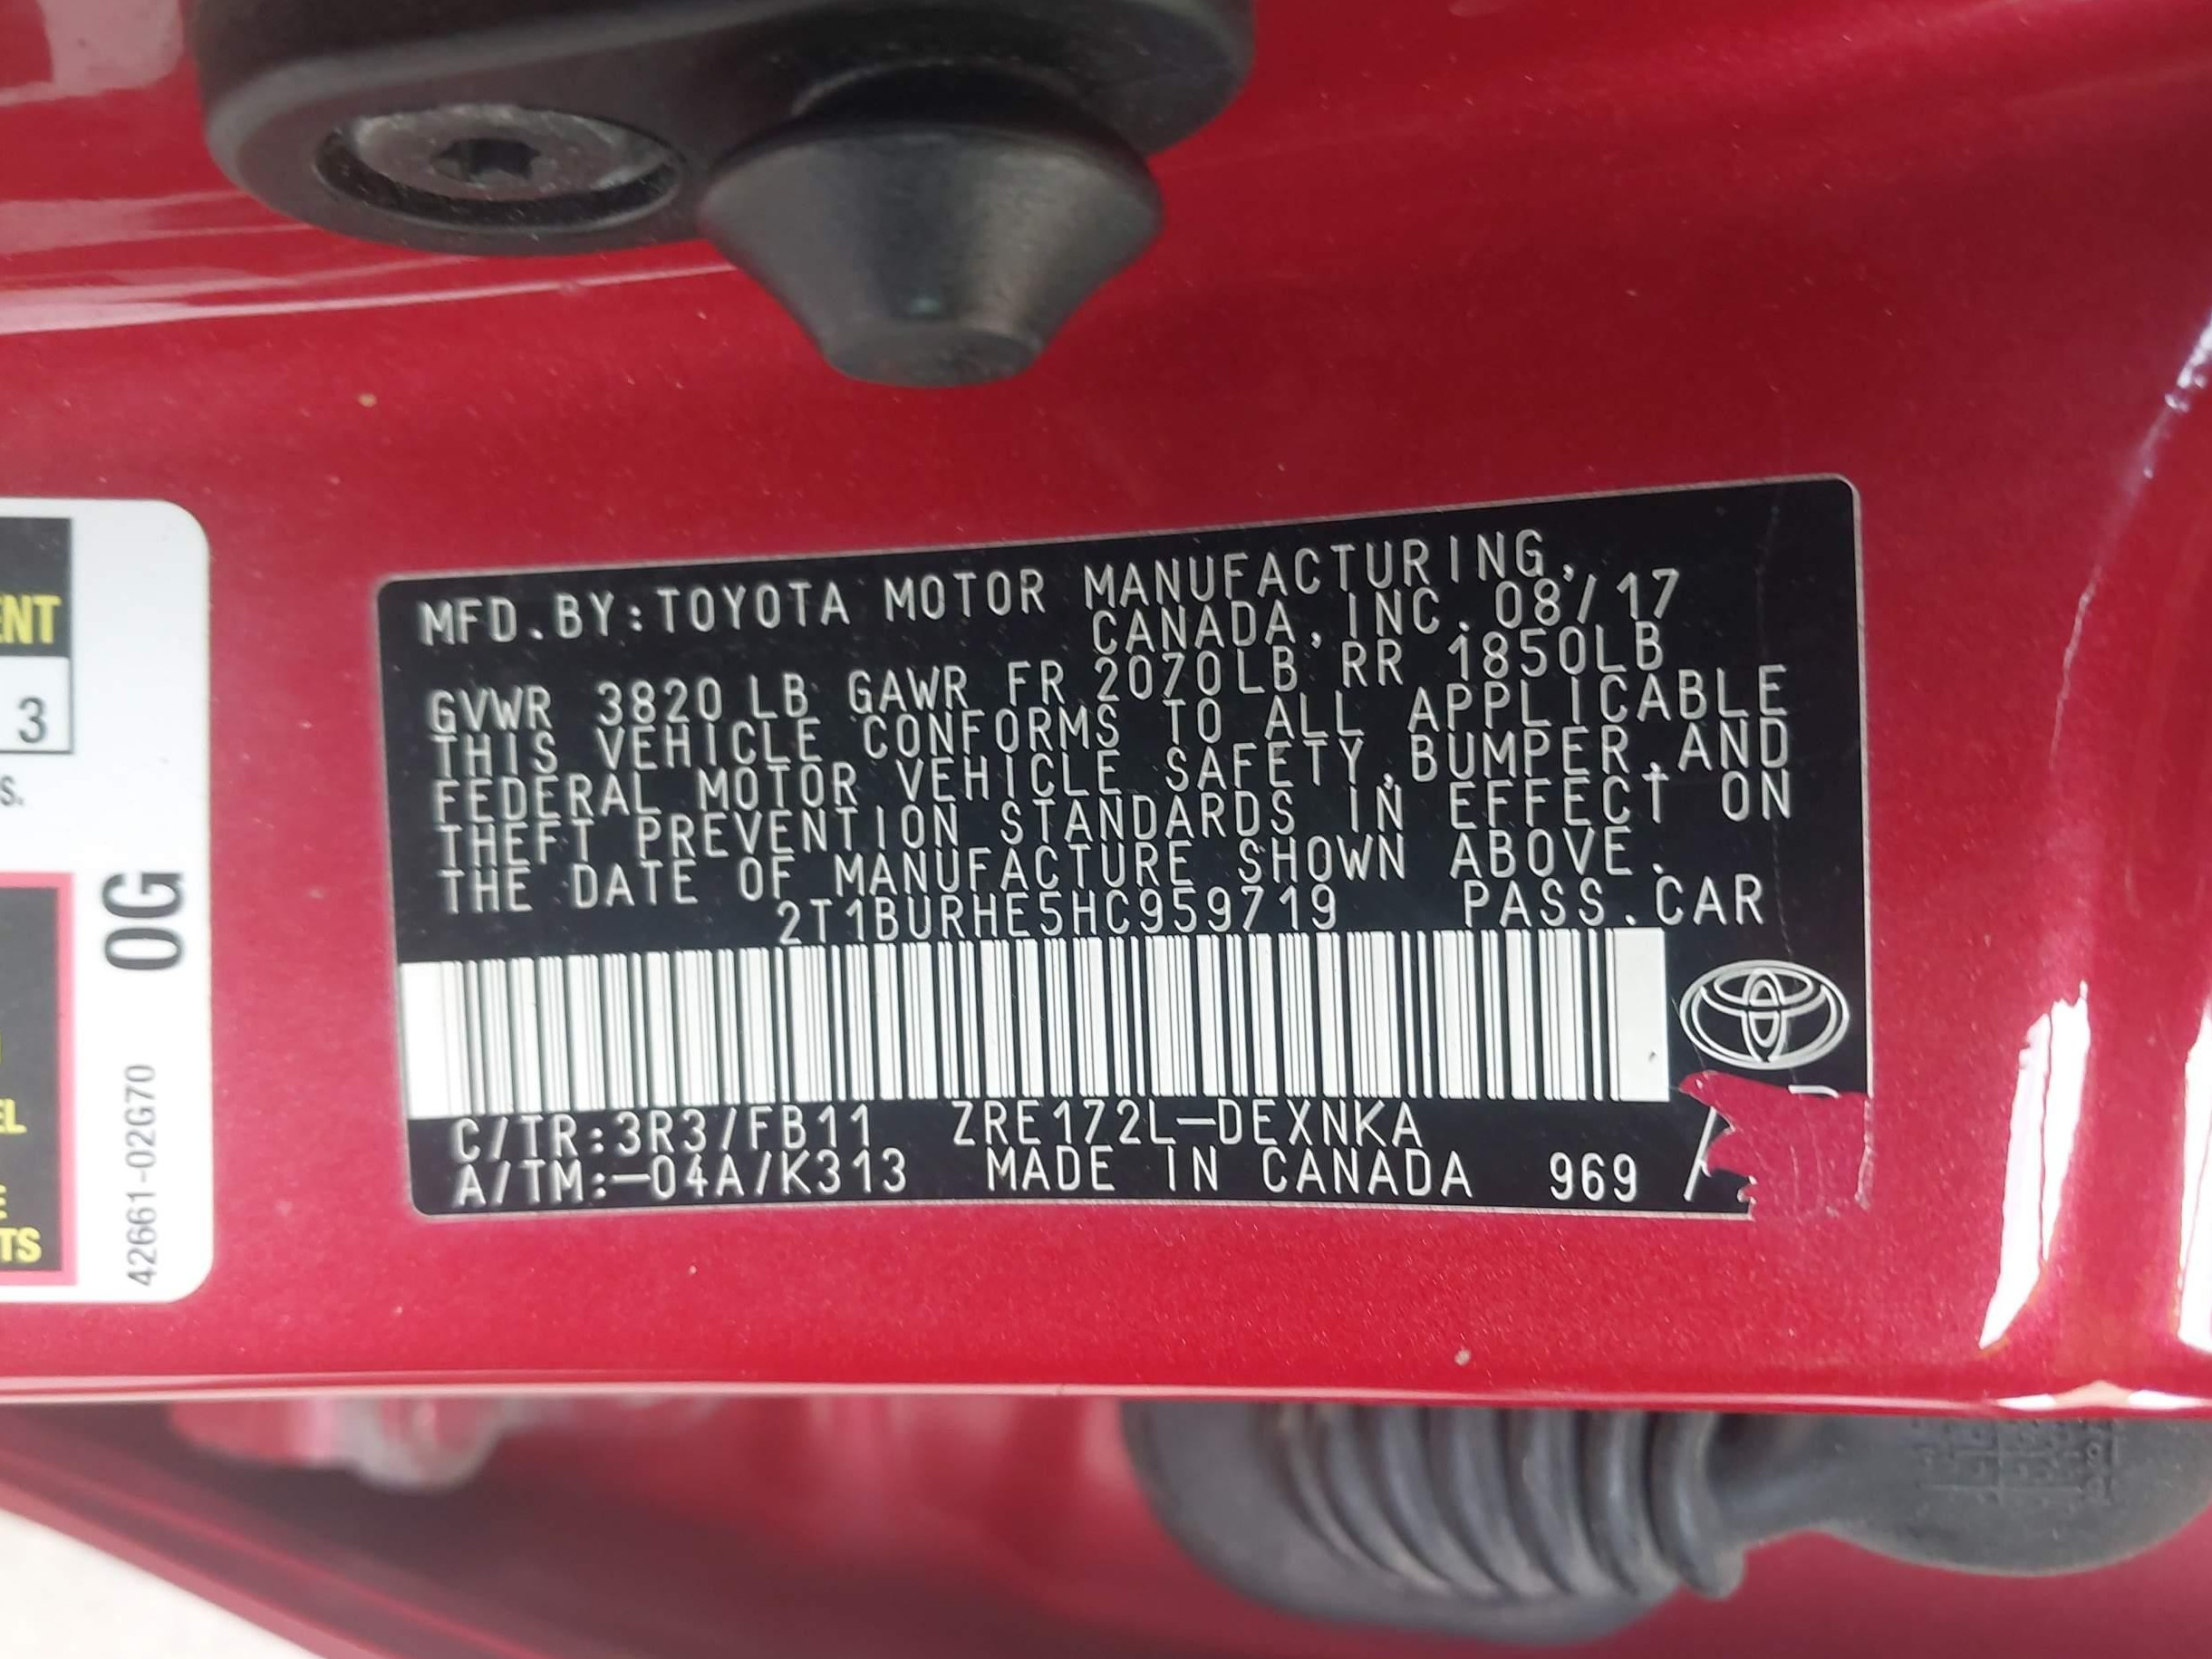 MFD.BY:TOYOTA MOTOR MANUFACTURING,
CANADA, INC. 08/17
GVWR 3820 LB GAWR FR 2070LB RR 1850LB
THIS VEHICLE CONFORMS TO ALL APPLICABLE
FEDERAL MOTOR VEHICLE SAFETY,BUMPER,AND
THEFT PREVENTION STANDARDS IN EFFECT ON
THE DATE OF MANUFACTURE SHOWN ABOVE.
2T1BURHE5HC959719 PASS.CAR
C/TR:3R3/FB11 ZRE172L-DEXNKA
A/TM:-04A/K313 MADE IN CANADA 969
ENT
3
S.
0G
42661-02G70
EL
E
TS